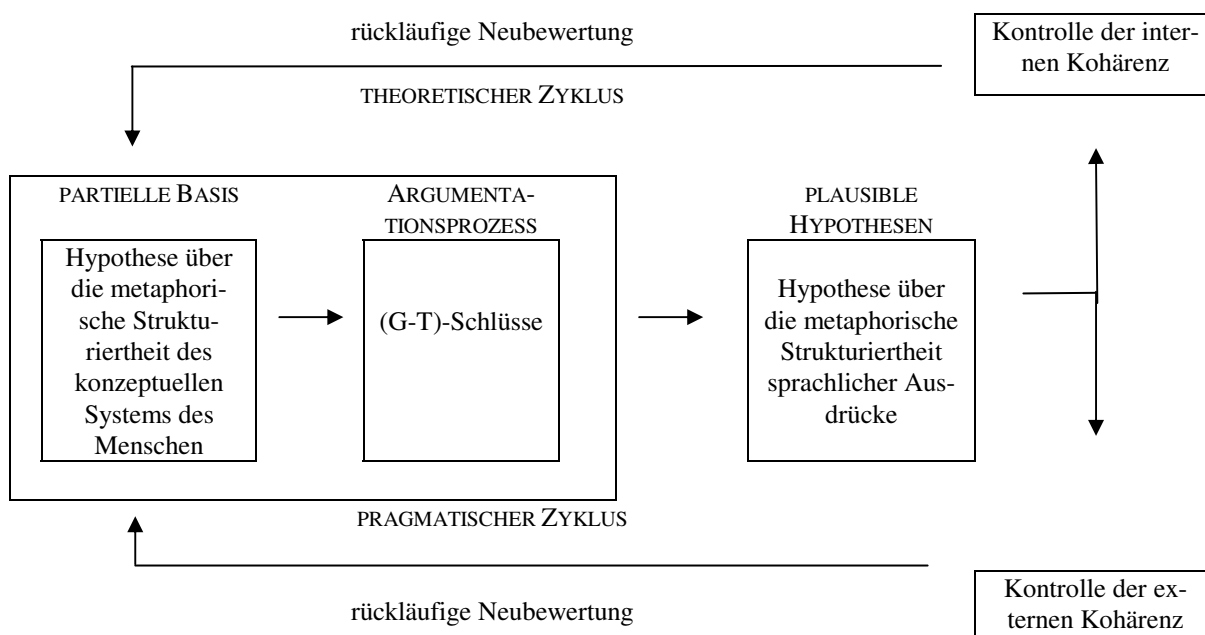 rückläufige Neubewertung
Kontrolle der inter-
nen Kohärenz
THEORETISCHER ZYKLUS
PARTIELLE BASIS
ARGUMENTA-
TIONSPROZESS
PLAUSIBLE
HYPOTHESEN
Hypothese über
die metaphori-
sche Struktu-
riertheit des
konzeptuellen
Systems des
Menschen
(G-T)-Schlüsse
Hypothese über
die metaphorische
Strukturiertheit
sprachlicher Aus-
drücke
PRAGMATISCHER ZYKLUS
rückläufige Neubewertung
Kontrolle der ex-
ternen Kohärenz